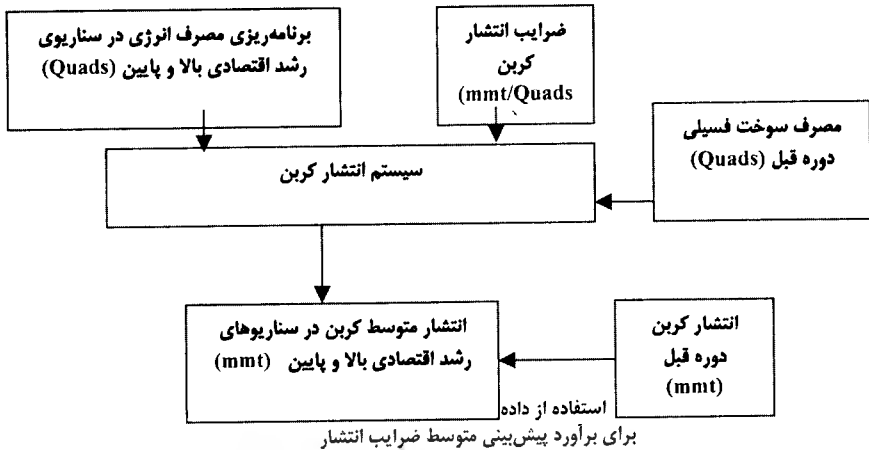 برنامه‌ریزی مصرف انرژی در سناریوی
رشد اقتصادی بالا و پایین (Quads)
ضرایب انتشار
کربن
(mmt/Quads
مصرف سوخت فسیلی
دوره قبل (Quads)
سیستم انتشار کربن
انتشار متوسط کربن در سناریوهای
رشد اقتصادی بالا و پایین (mmt)
انتشار کربن
دوره قبل
(mmt)
استفاده از داده
برای برآورد پیش‌بینی متوسط ضرایب انتشار